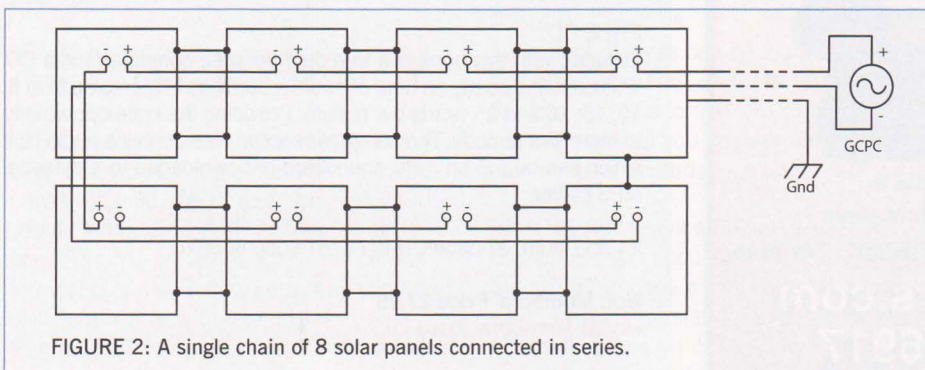 - + - + - + - +
+
-
GCPC
Gnd
+ - + - + - + -
FIGURE 2: A single chain of 8 solar panels connected in series.